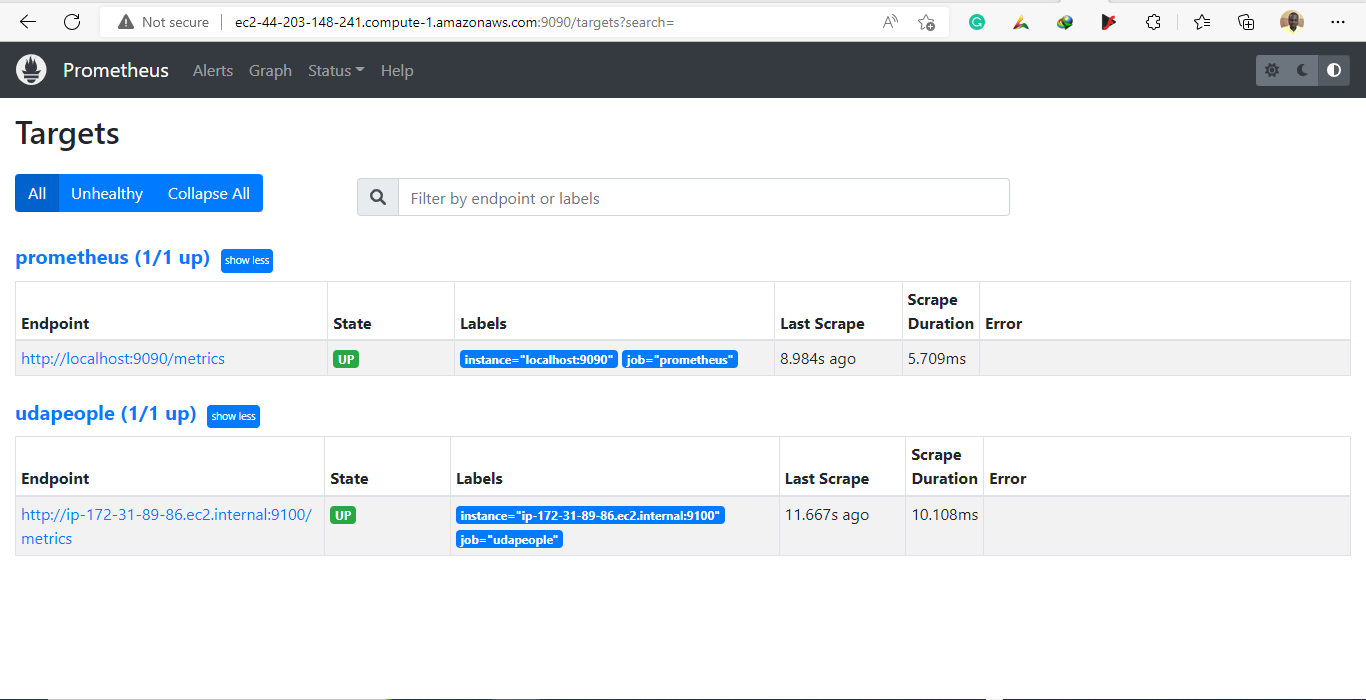 Not secure | ec2-44-203-148-241.compute-1.amazonaws.com:9090/targets?search=
Prometheus Alerts Graph Status Help
Targets
All Unhealthy Collapse All Filter by endpoint or labels
prometheus (1/1 up) show less
Endpoint State Labels Last Scrape Scrape Duration Error
http://localhost:9090/metrics UP instance="localhost:9090" job="prometheus" 8.984s ago 5.709ms
udapeople (1/1 up) show less
Endpoint State Labels Last Scrape Scrape Duration Error
http://ip-172-31-89-86.ec2.internal:9100/ UP instance="ip-172-31-89-86.ec2.internal:9100" 11.667s ago 10.108ms
metrics job="udapeople"